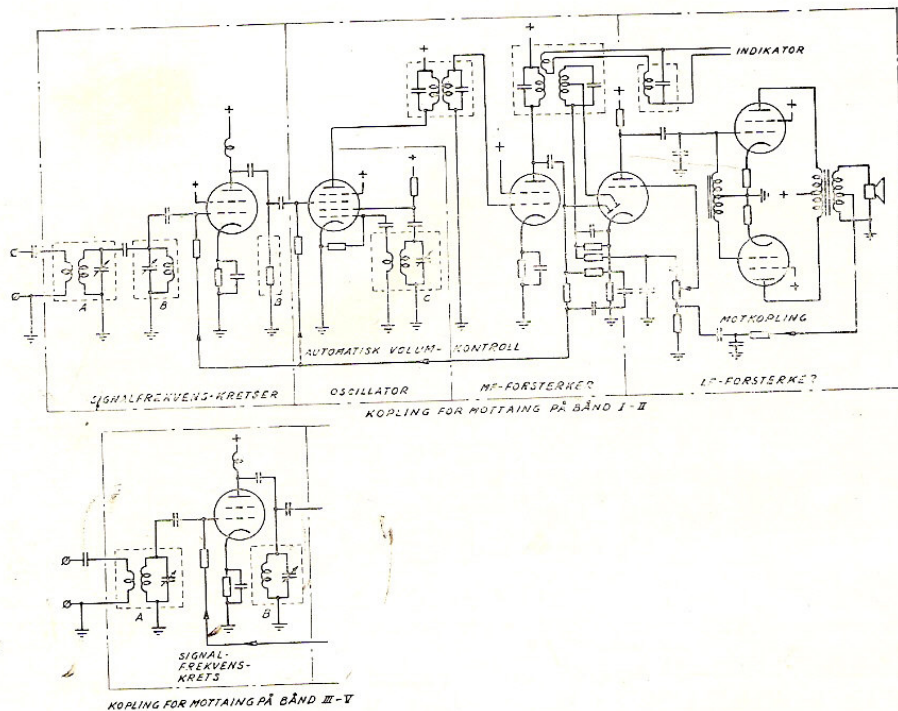 INDIKATOR
A
B
B
C
MOTKOPLING
AUTOMATISK VOLUM-KONTROLL
SIGNALFREKVENS-KRETSER
OSCILLATOR
MF-FORSTERKER
LF-FORSTERKER
KOPLING FOR MOTTAING PÅ BÅND I-II
A
B
SIGNAL-
FREKVENS-
KRETS
KOPLING FOR MOTTAING PÅ BÅND III-V